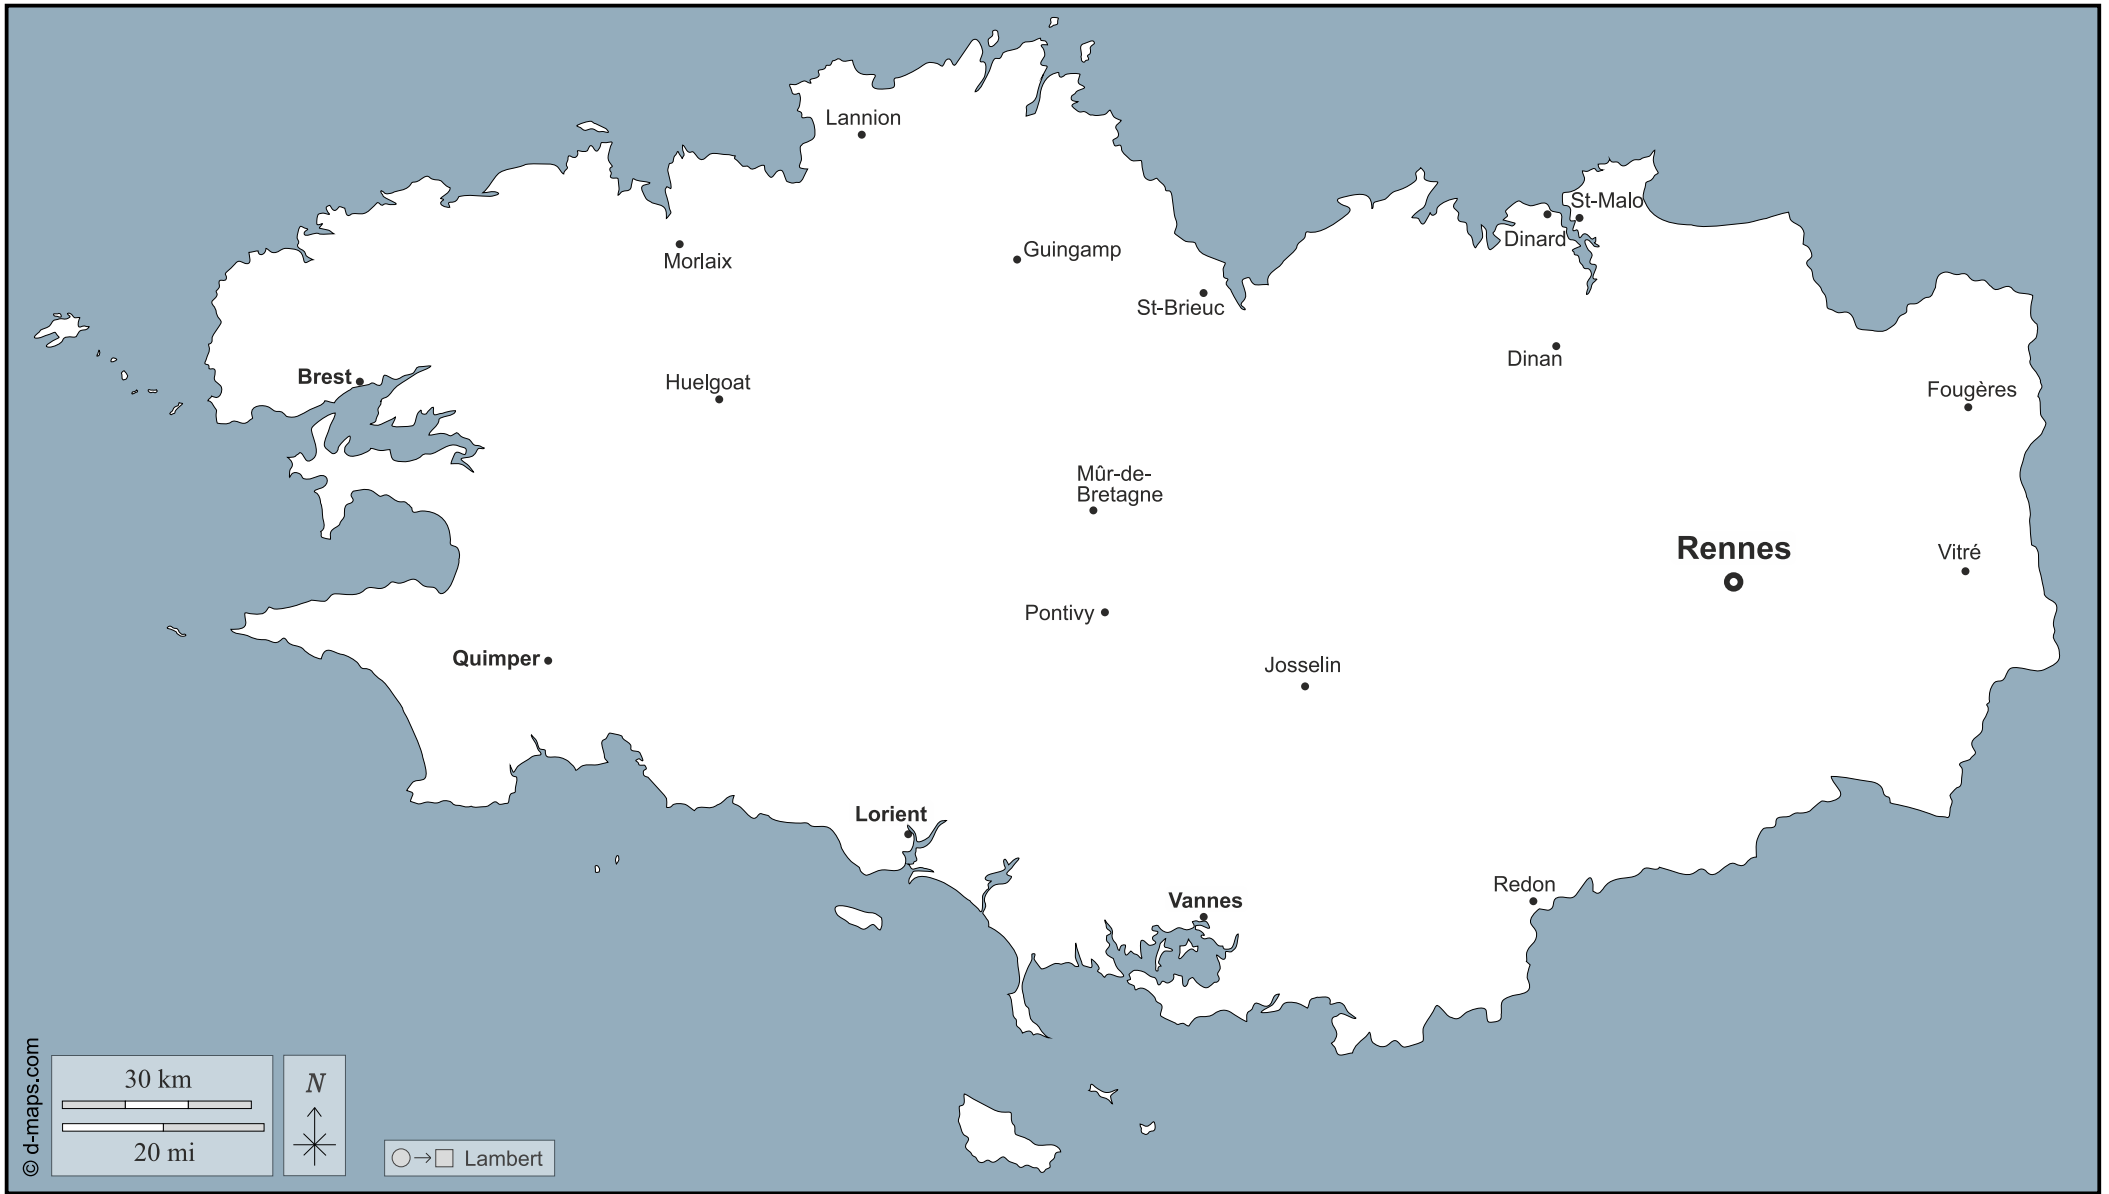 Lannion
St-Malo
Dinard
Morlaix
Guingamp
St-Brieuc
Dinan
Brest
Huelgoat
Fougères
Mûr-de-
Bretagne
Rennes
Vitré
Pontivy
Quimper
Josselin
Lorient
Redon
Vannes
© d-maps.com
30 km
20 mi
N
Lambert